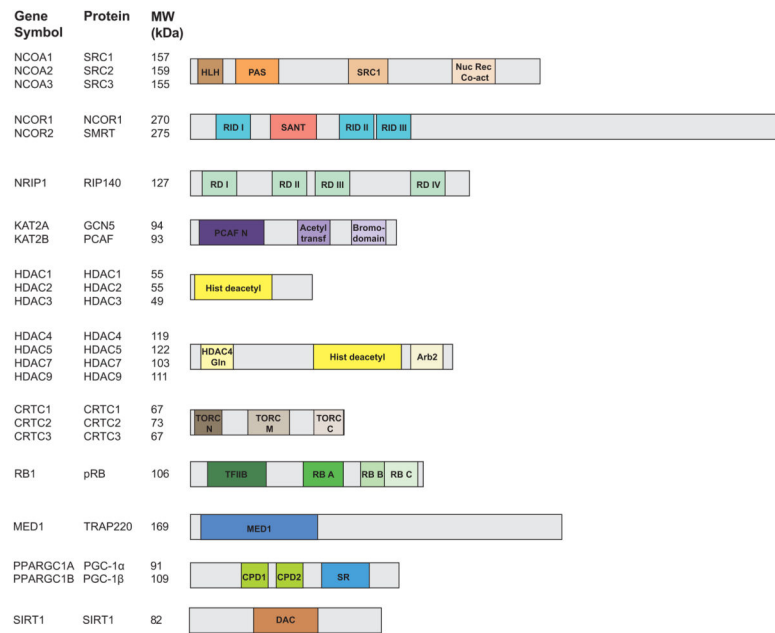 Gene Symbol Protein MW (kDa)
NCOA1 SRC1 157
NCOA2 SRC2 159
NCOA3 SRC3 155
HLH PAS SRC1 Nuc Rec Co-act
NCOR1 NCOR1 270
NCOR2 SMRT 275
RID I SANT RID II RID III
NRIP1 RIP140 127
RD I RD II RD III RD IV
KAT2A GCN5 94
KAT2B PCAF 93
PCAF N Acetyl transf Bromo-domain
HDAC1 HDAC1 55
HDAC2 HDAC2 55
HDAC3 HDAC3 49
Hist deacetyl
HDAC4 HDAC4 119
HDAC5 HDAC5 122
HDAC7 HDAC7 103
HDAC9 HDAC9 111
HDAC4 Gln Hist deacetyl Arb2
CRTC1 CRTC1 67
CRTC2 CRTC2 73
CRTC3 CRTC3 67
TORC N TORC M TORC C
RB1 pRB 106
TFIIB RB A RB B RB C
MED1 TRAP220 169
MED1
PPARGC1A PGC-1α 91
PPARGC1B PGC-1β 109
CPD1 CPD2 SR
SIRT1 SIRT1 82
DAC